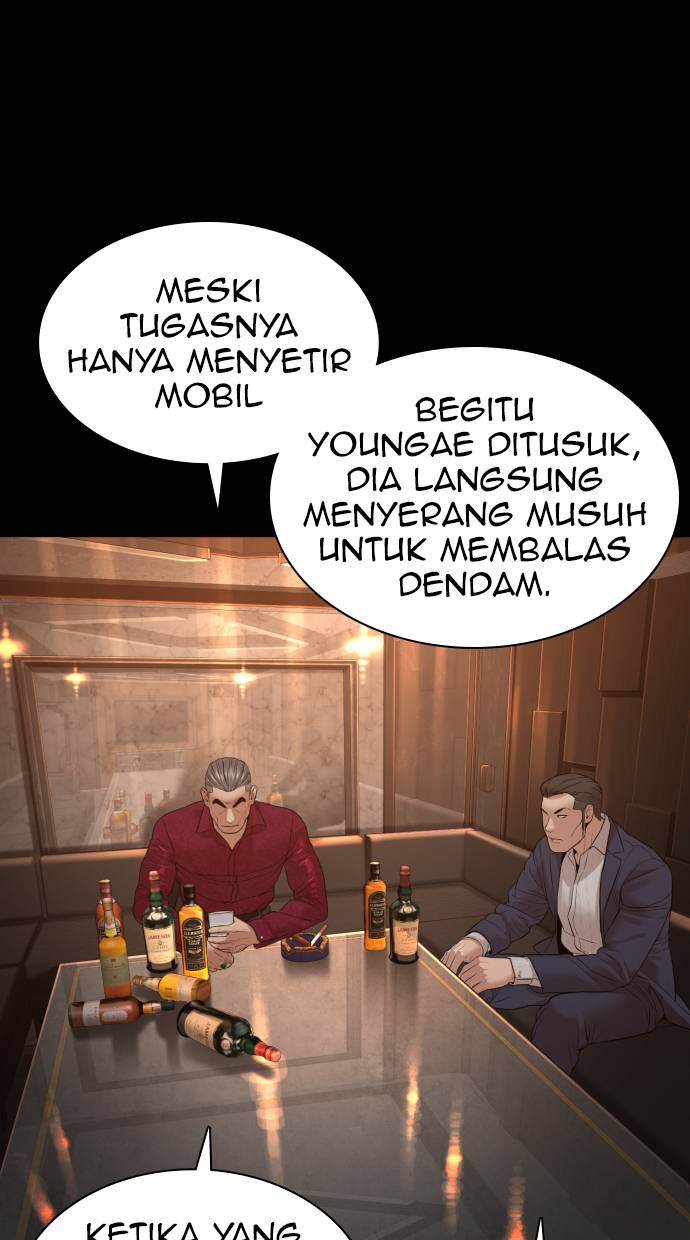 MESKI
TUGASNYA
HANYA MENYETIR
MOBIL
BEGITU
YOUNGAE DITUSUK,
DIA LANGSUNG
MENYERANG MUSUH
UNTUK MEMBALAS
DENDAM.
KETIKA YANG